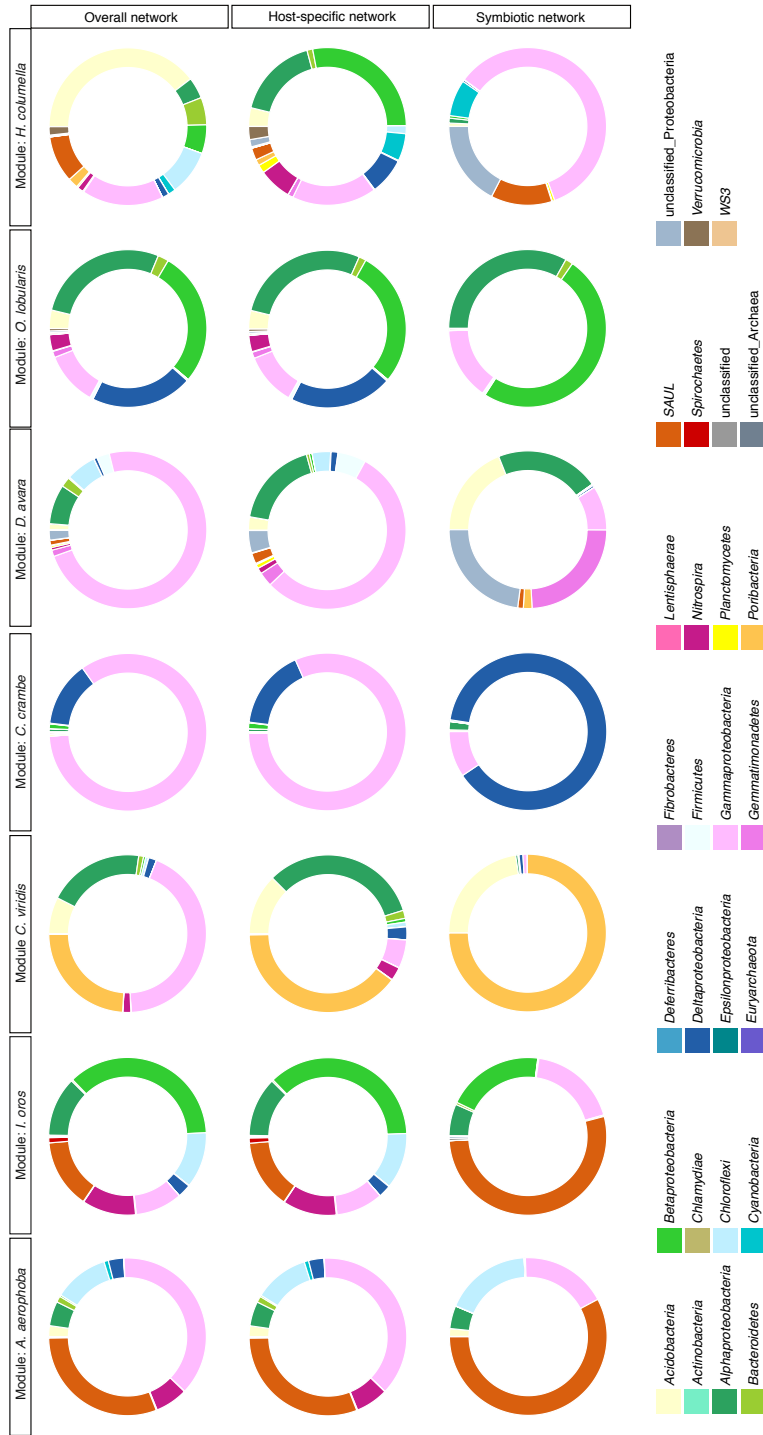 Overall network
Host-specific network
Symbiotic network
Module: H. columella
Module: O. lobularis
Module: D. avara
Module: C. crambe
Module C. viridis
Module: I. oros
Module: A. aerophoba
Acidobacteria
Actinobacteria
Alphaproteobacteria
Bacteroidetes
Betaproteobacteria
Chlamydiae
Chloroflexi
Cyanobacteria
Deferribacteres
Deltaproteobacteria
Epsilonproteobacteria
Euryarchaeota
Fibrobacteres
Firmicutes
Gammaproteobacteria
Gemmatimonadetes
Lentisphaerae
Nitrospira
Planctomycetes
Poribacteria
SAUL
Spirochaetes
unclassified
unclassified_Archaea
unclassified_Proteobacteria
Verrucomicrobia
WS3